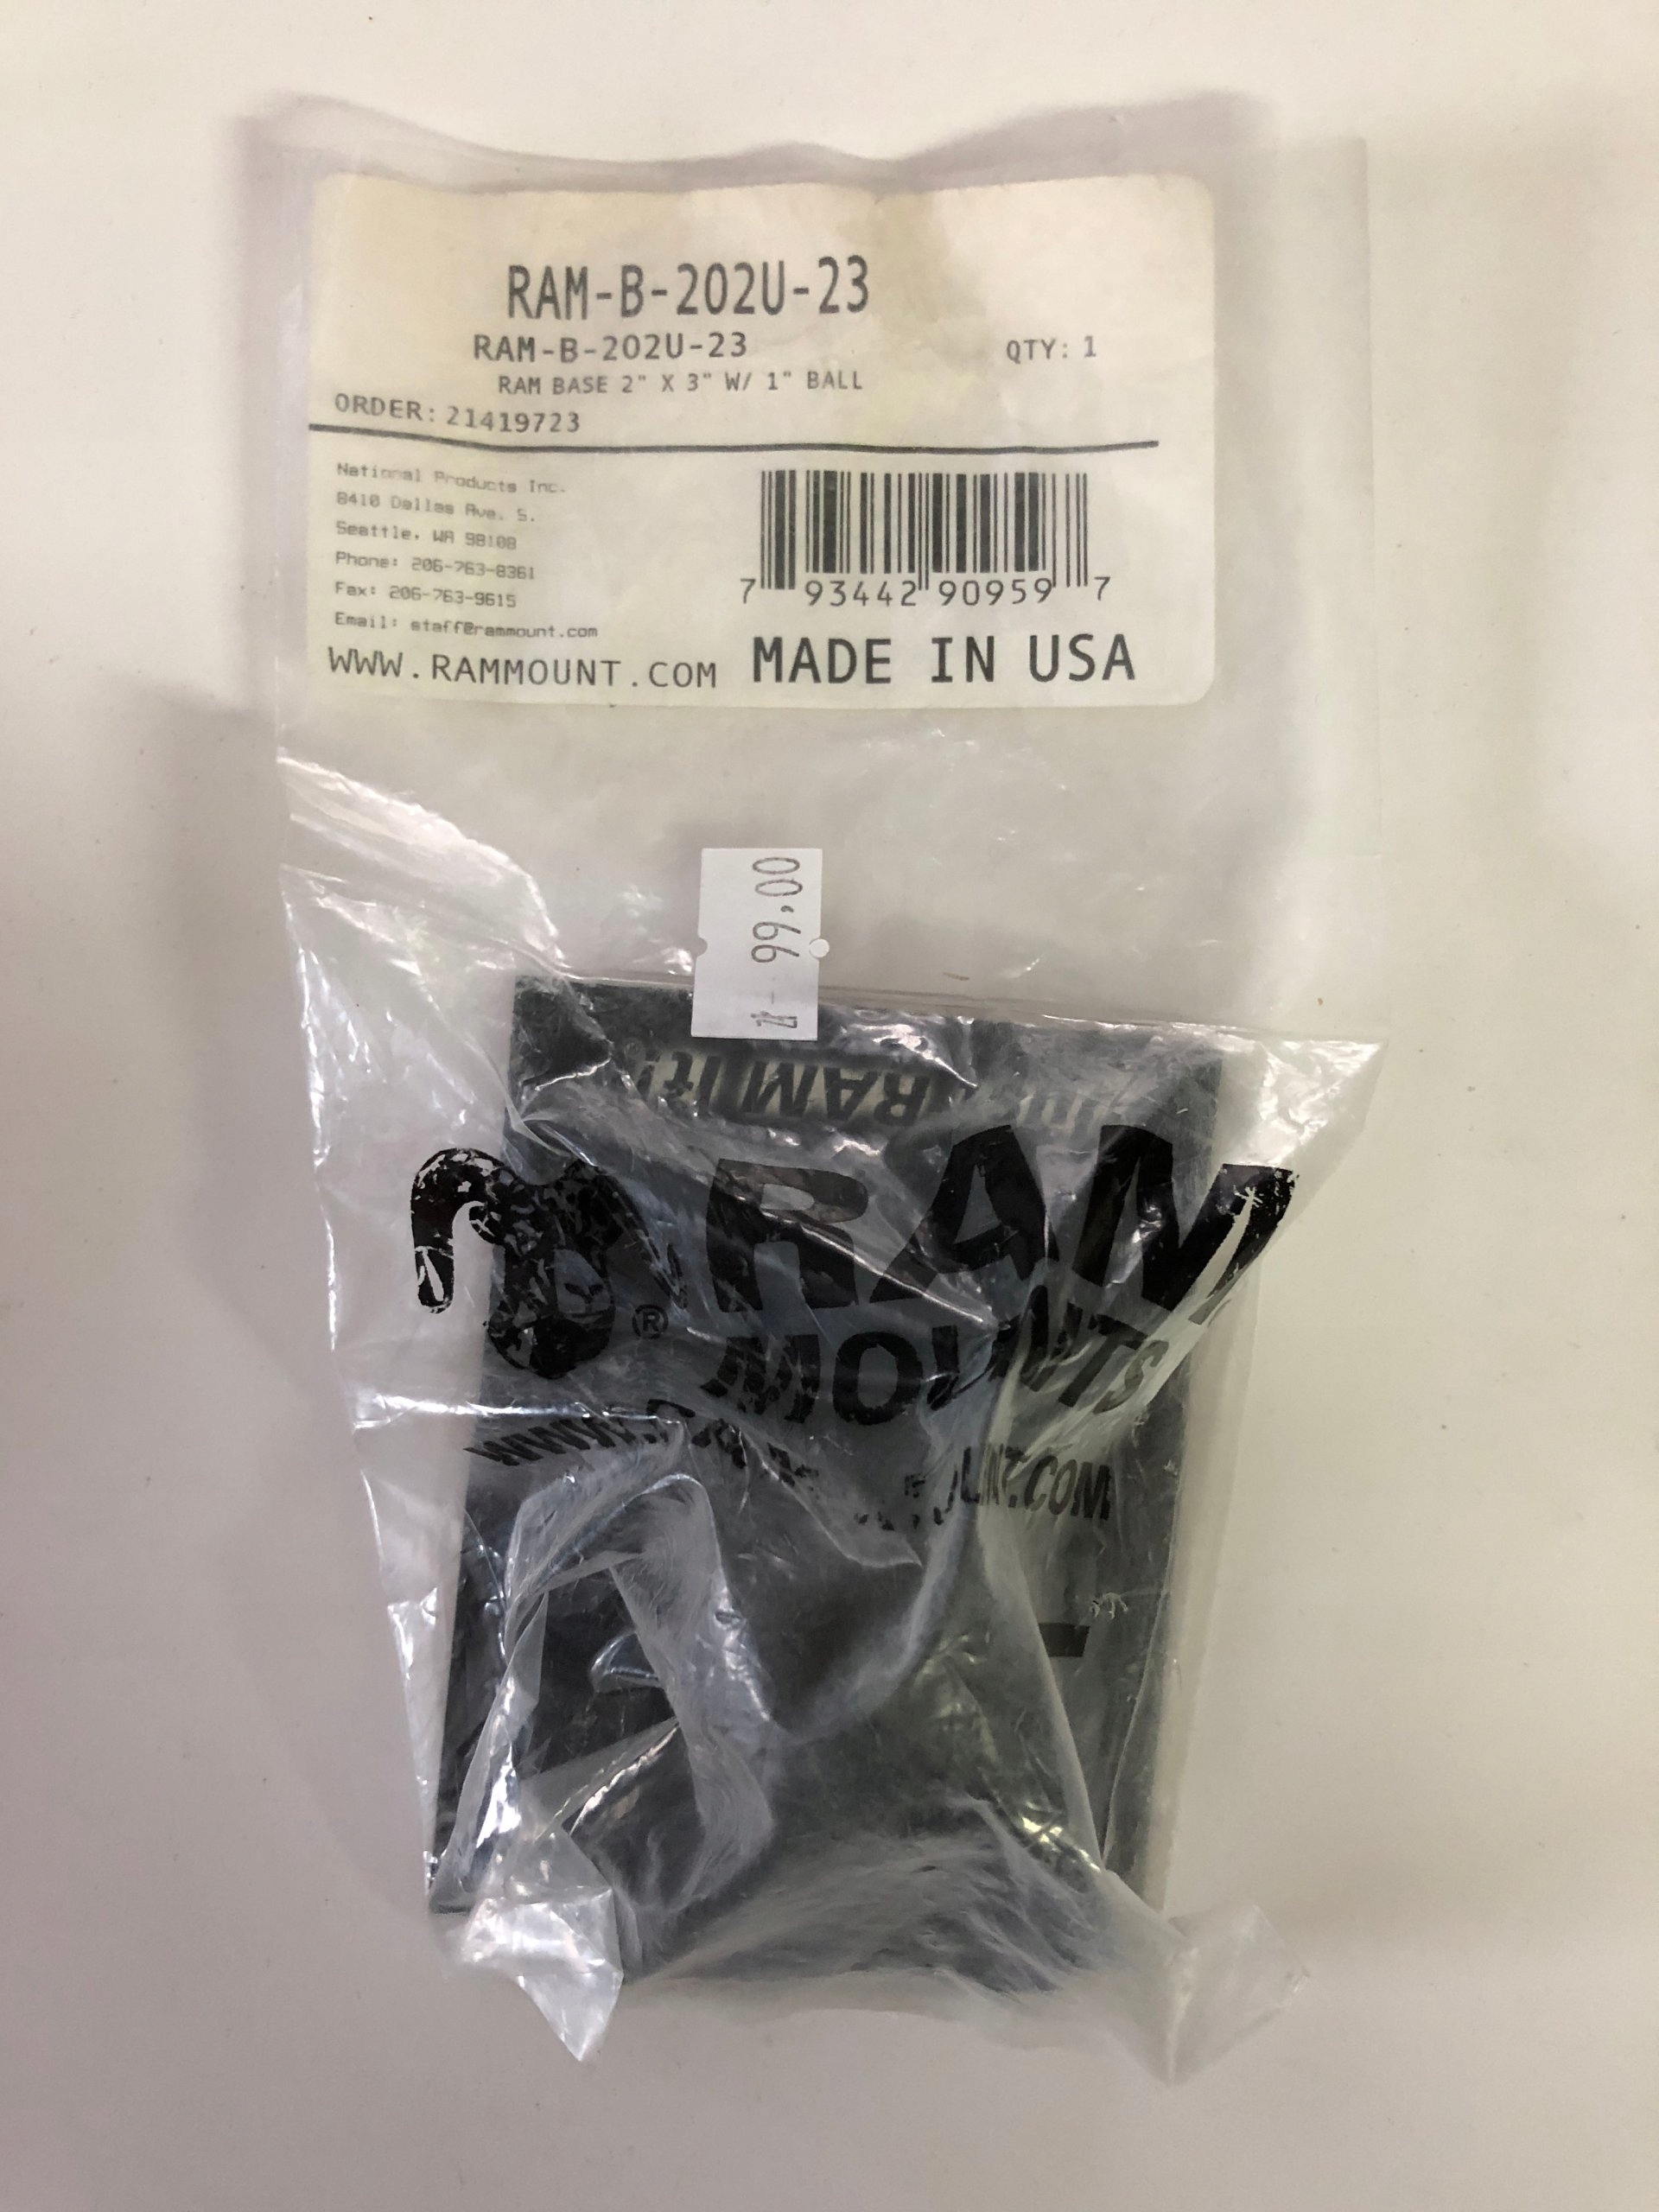 RAM-B-202U-23
RAM-B-202U-23 QTY: 1
RAM BASE 2" X 3" W/ 1" BALL
ORDER: 21419723
National Products Inc.
8410 Dallas Ave. S.
Seattle, WA 98108
Phone: 206-763-8361
Fax: 206-763-9615
Email: staff@rammount.com
WWW.RAMMOUNT.COM
7 93442 90959 7
MADE IN USA
RAM It!
® RAM
MOUNTS